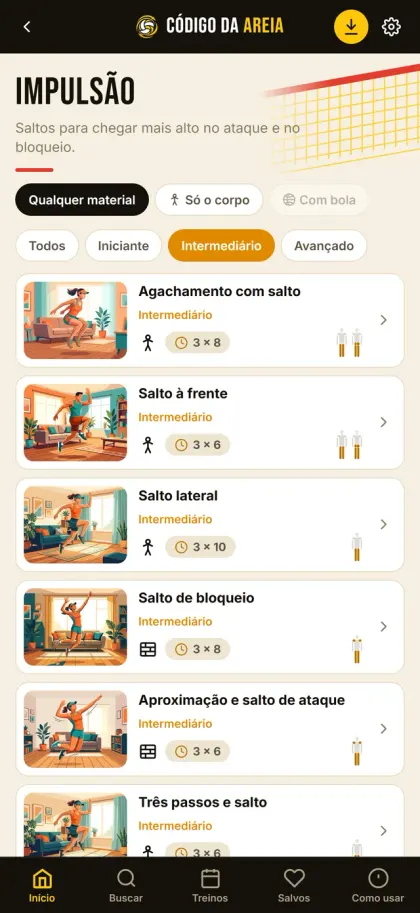 CÓDIGO DA AREIA
IMPULSÃO
Saltos para chegar mais alto no ataque e no
bloqueio.
Qualquer material
Só o corpo
Com bola
Todos
Iniciante
Intermediário
Avançado
Agachamento com salto
Intermediário
3 × 8
Salto à frente
Intermediário
3 × 6
Salto lateral
Intermediário
3 × 10
Salto de bloqueio
Intermediário
3 × 8
Aproximação e salto de ataque
Intermediário
3 × 6
Três passos e salto
Intermediário
3 × 6
Início
Buscar
Treinos
Salvos
Como usar